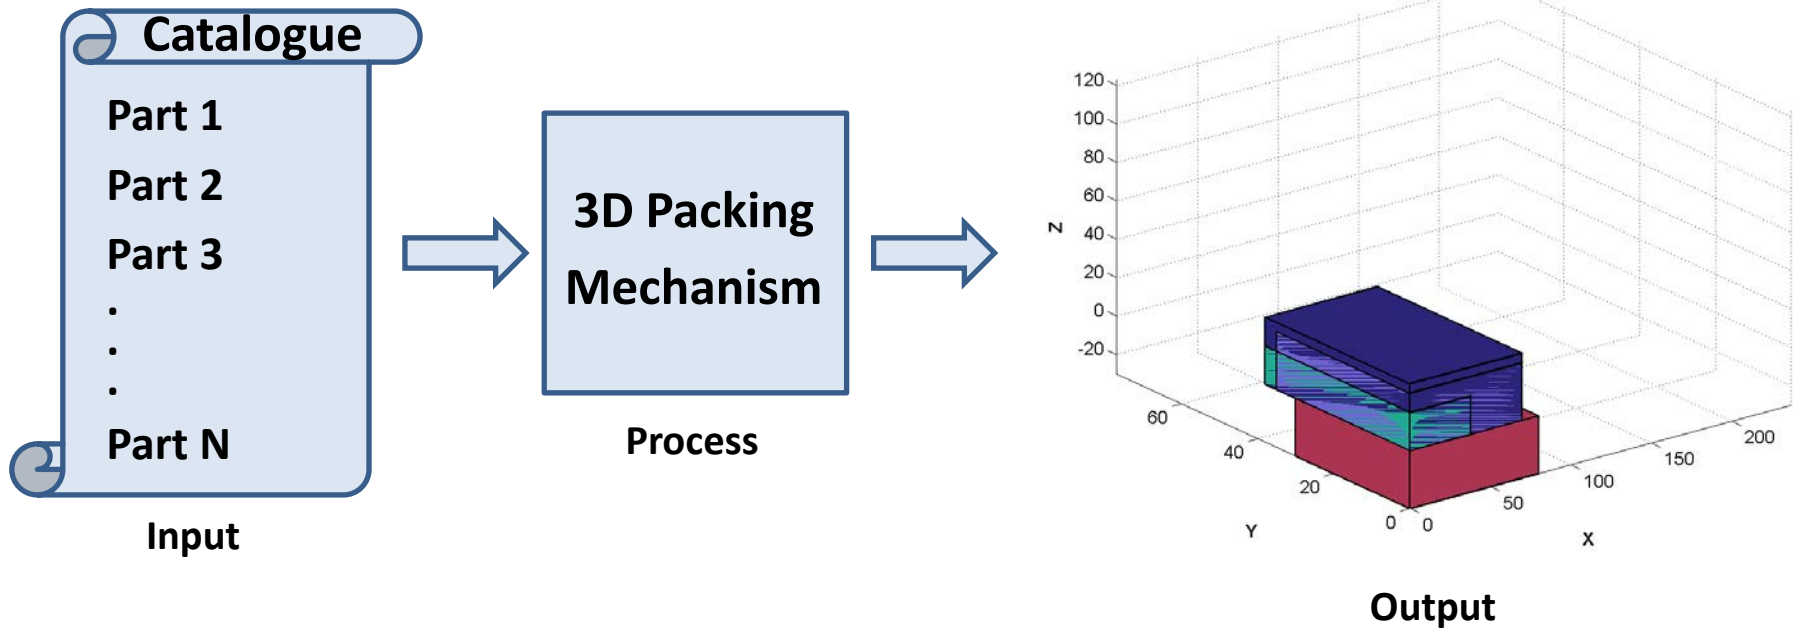 Catalogue
Part 1
Part 2
Part 3
.
.
.
Part N
Input
3D Packing
Mechanism
Process
120
100
80
60
40
20
0
-20
Z
60
40
20
0
Y
0
50
100
150
200
X
Output